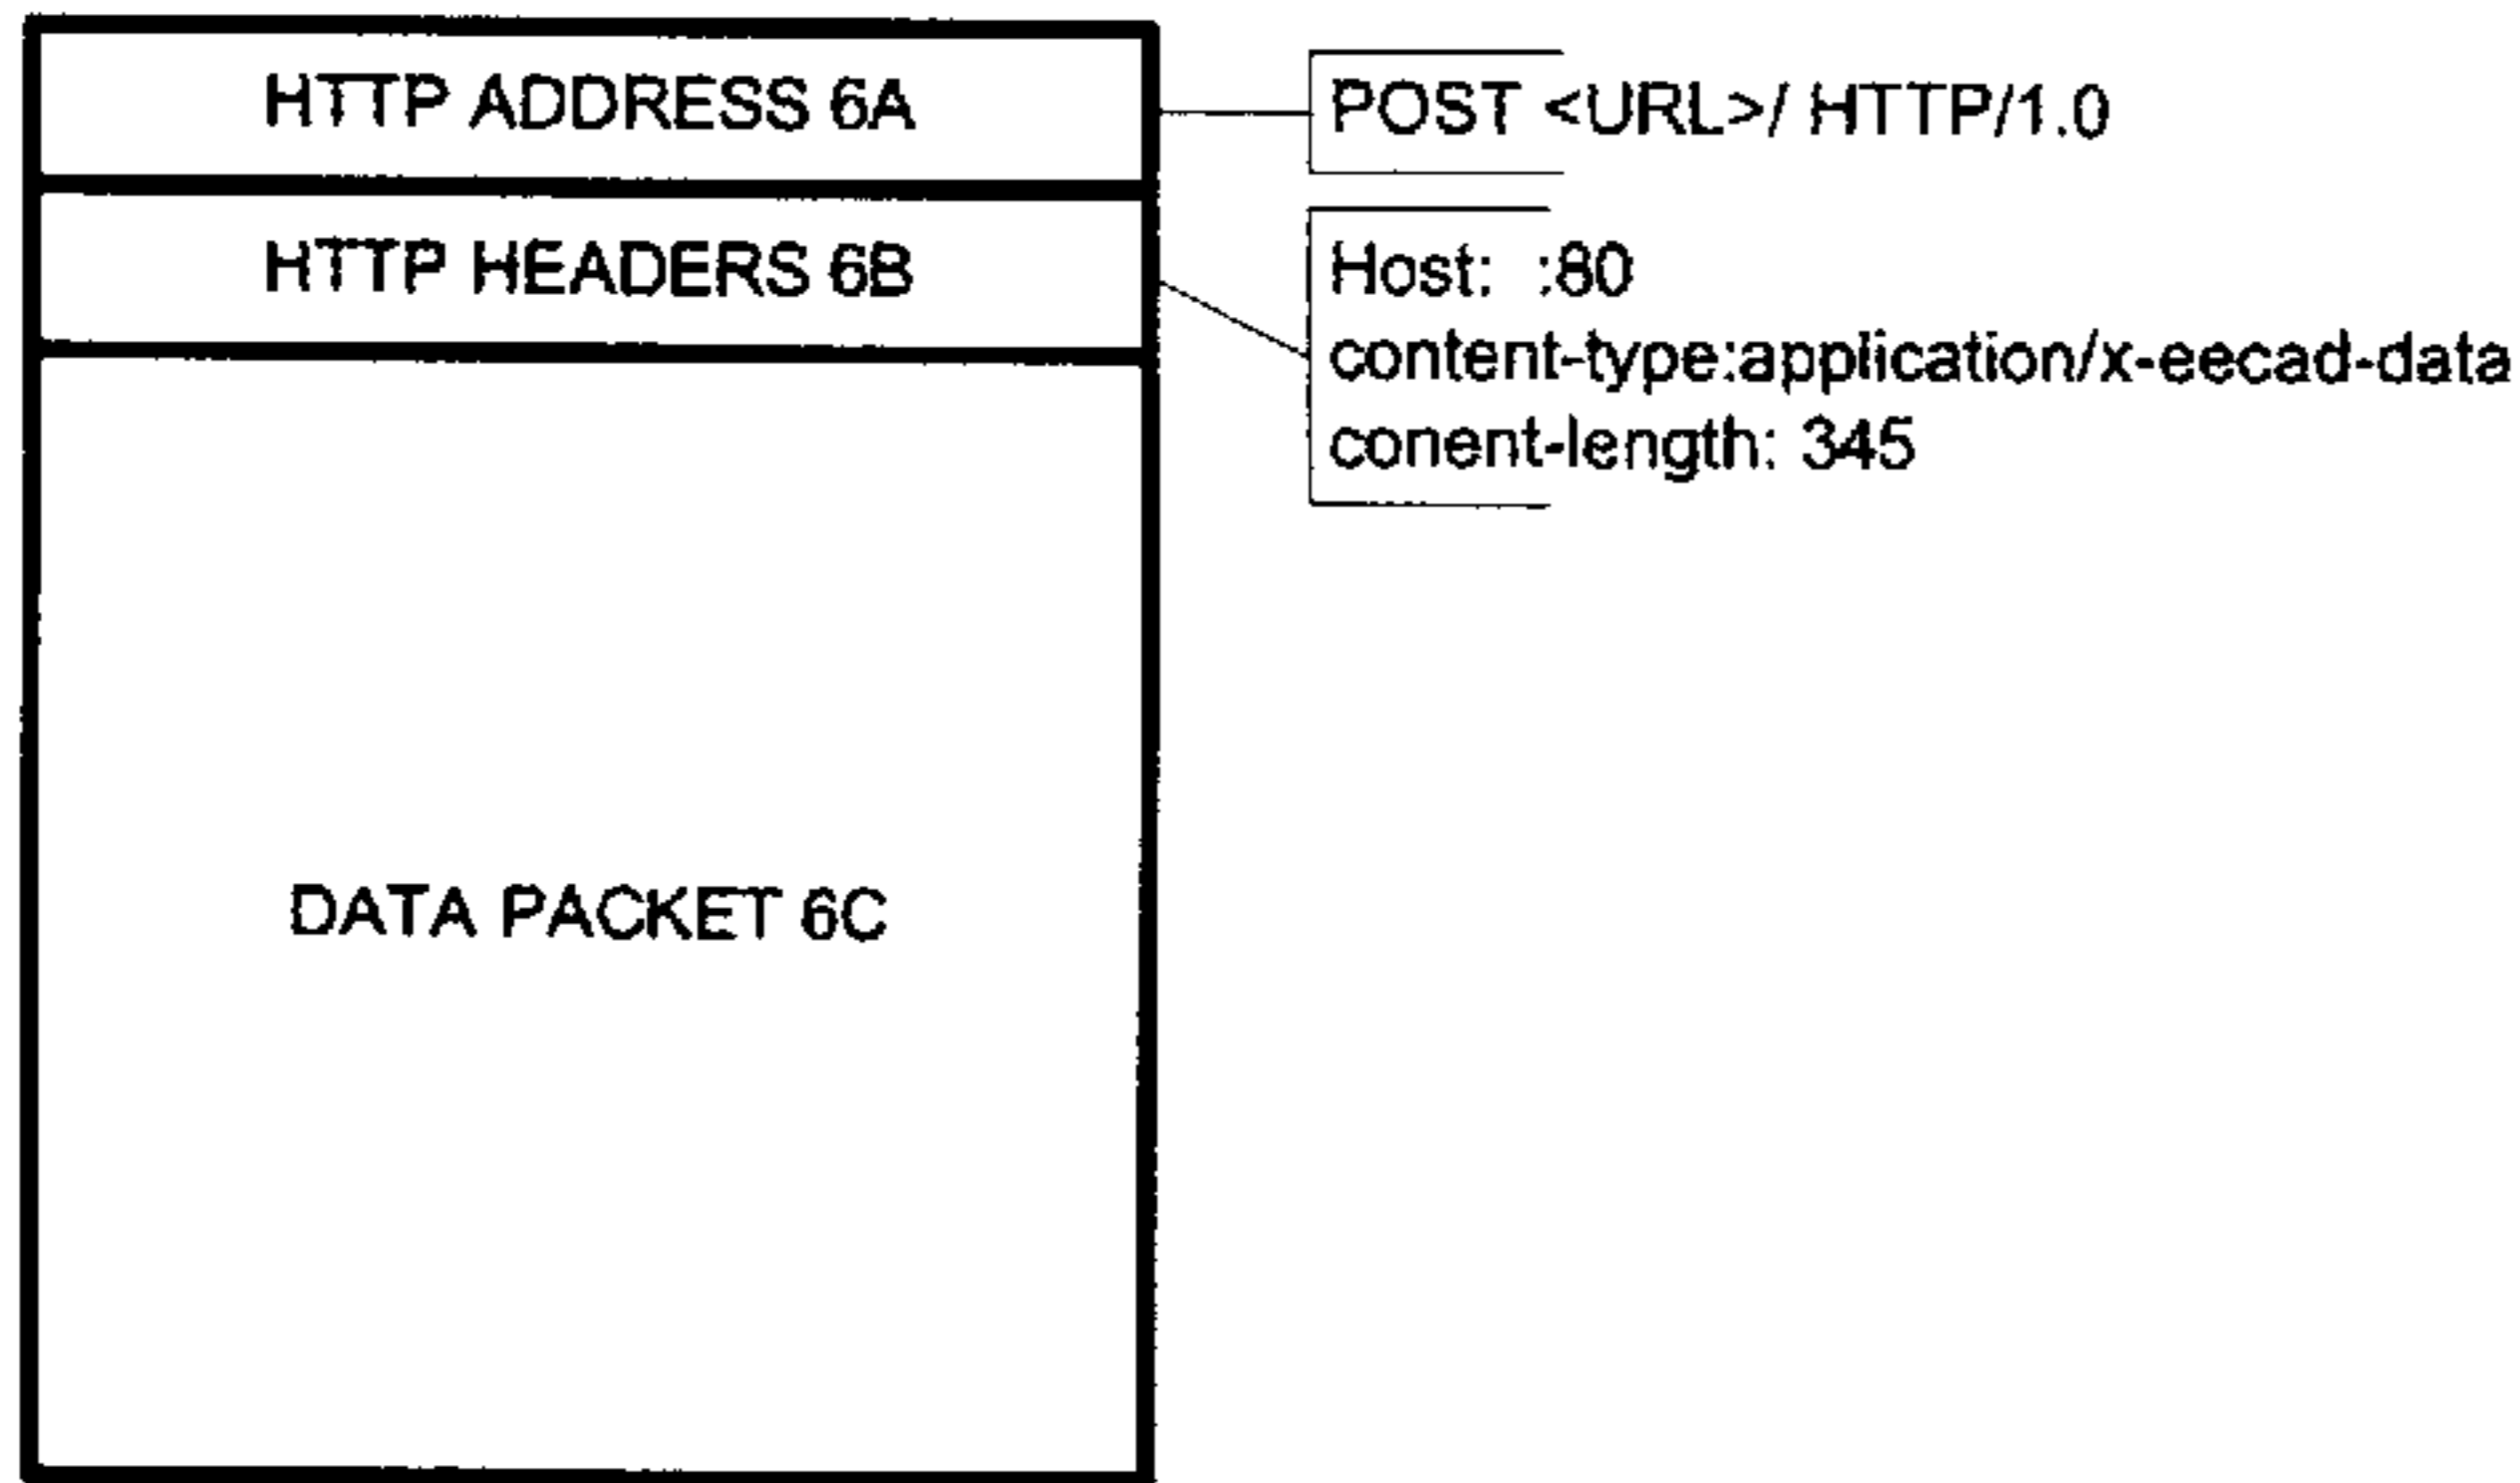 HTTP ADDRESS 6A
POST <URL>/ HTTP/1.0
HTTP HEADERS 6B
Host: :80
content-type:application/x-eecad-data
conent-length: 345
DATA PACKET 6C